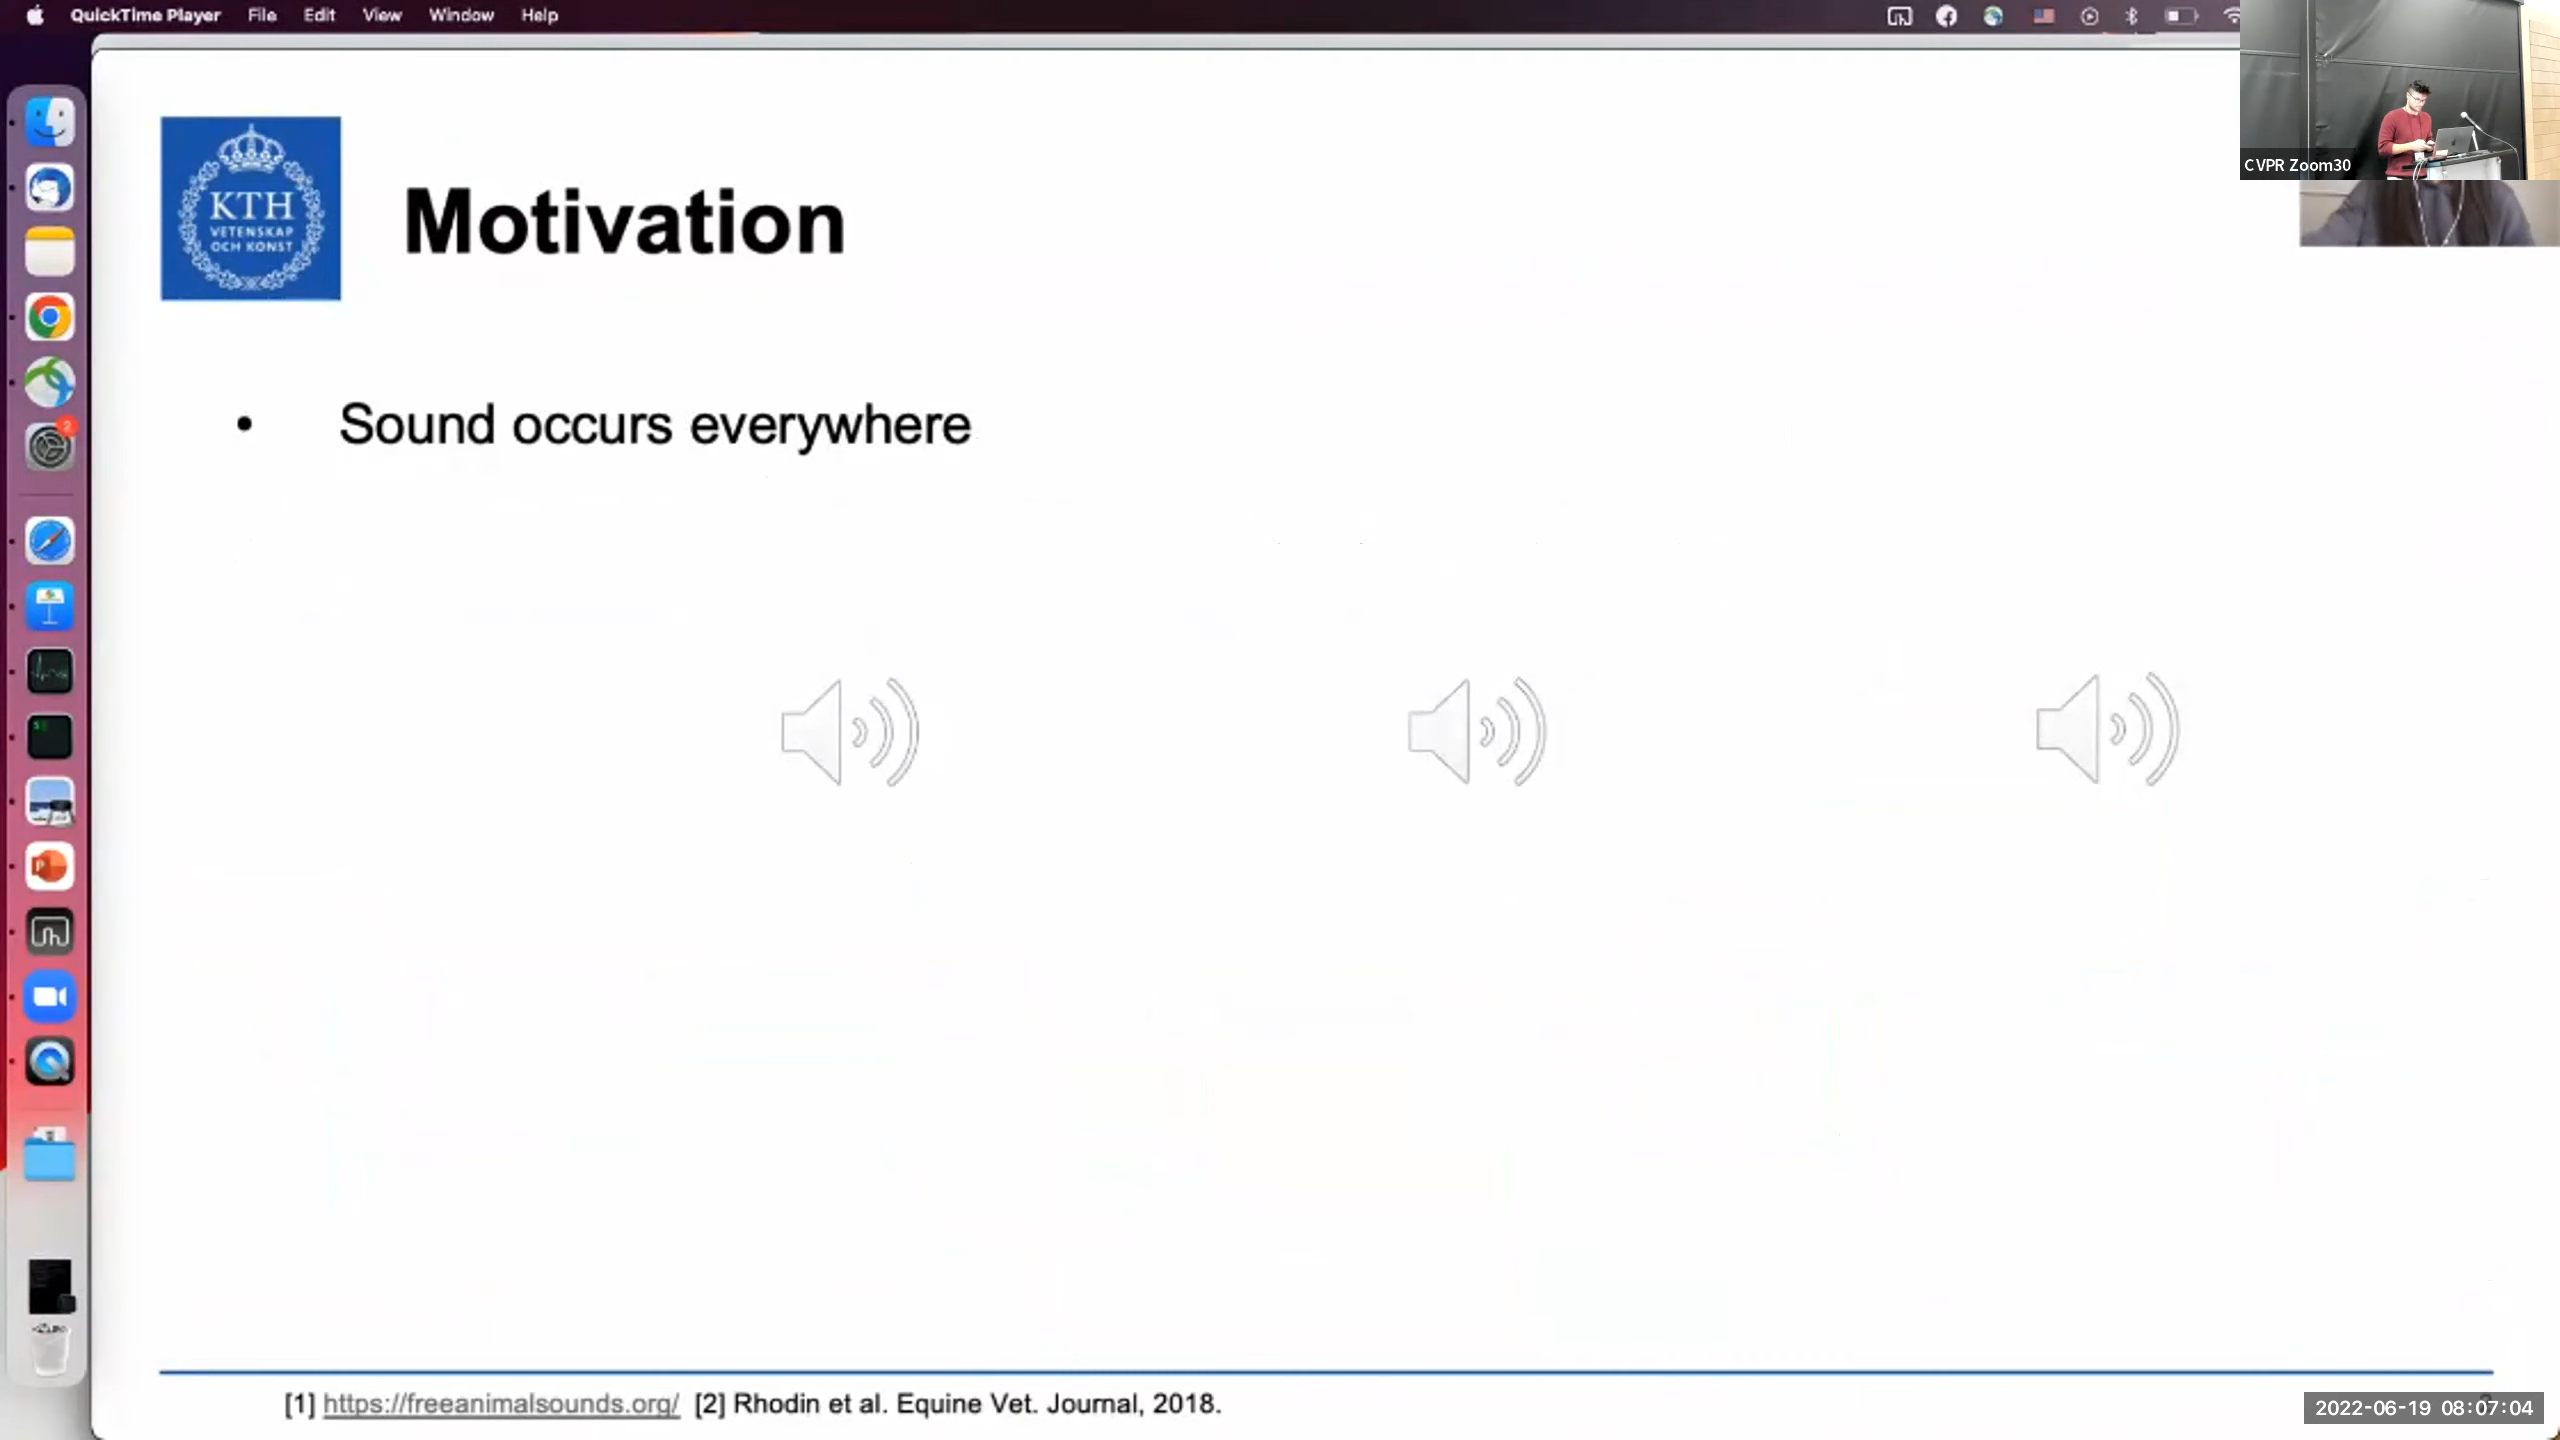 QuickTime Player File Edit View Window Help
CVPR Zoom30
KTH
VETENSKAP
OCH KONST
Motivation
• Sound occurs everywhere
2
[1] https://freeanimalsounds.org/ [2] Rhodin et al. Equine Vet. Journal, 2018.
2022-06-19 08:07:04